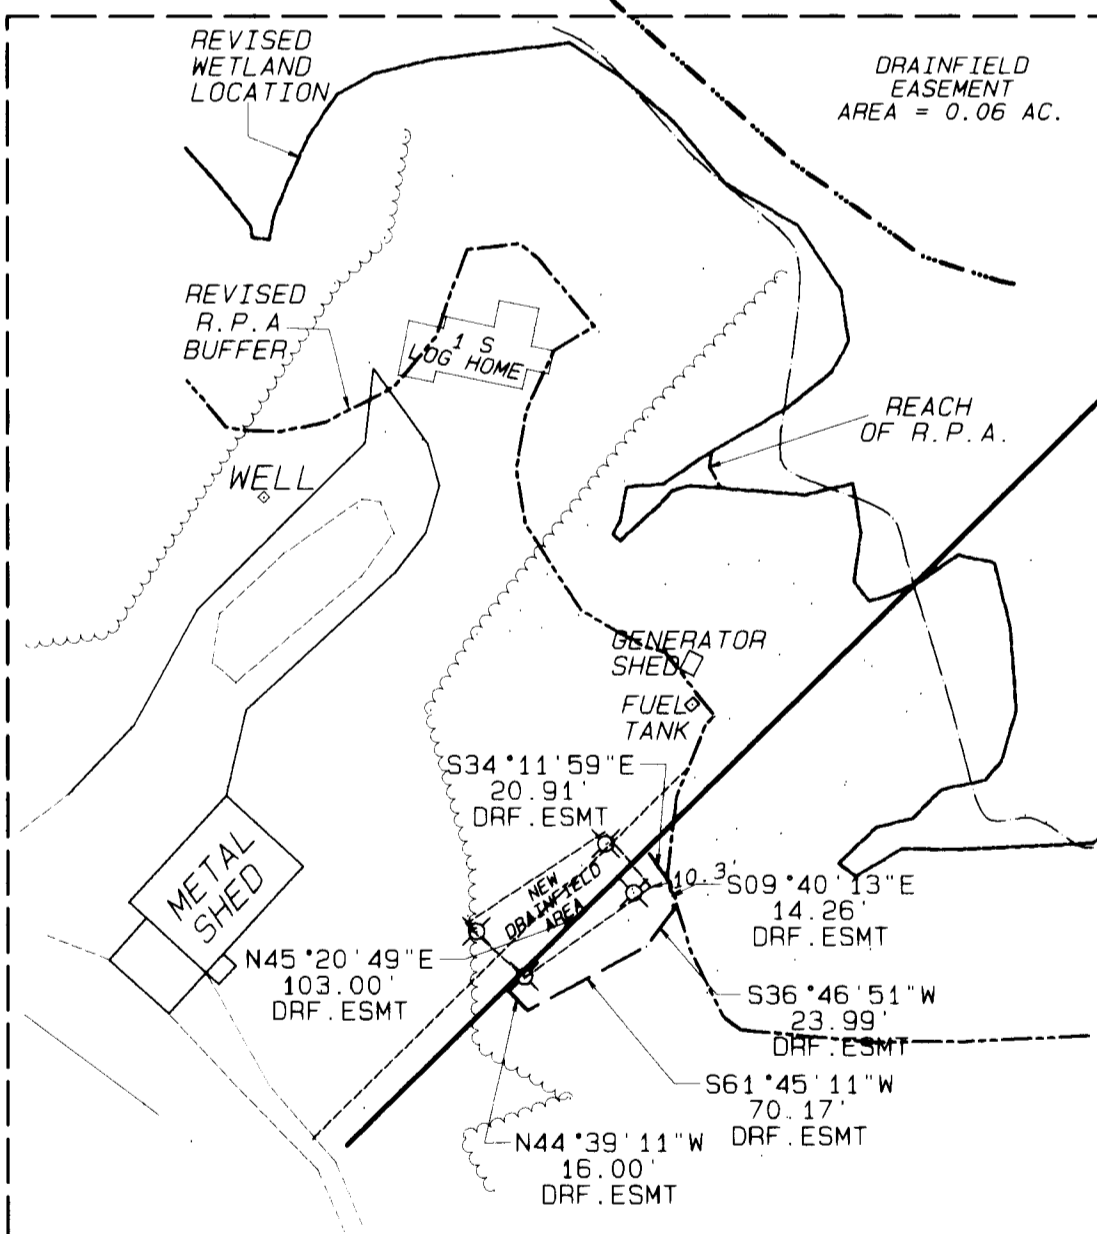 REVISED
WETLAND
LOCATION
DRAINFIELD
EASEMENT
AREA = 0.06 AC.
REVISED
R.P.A
BUFFER
1 S
LOG HOME
REACH
OF R.P.A.
WELL
GENERATOR
SHED
FUEL
TANK
S34°11'59"E
20.91'
DRF.ESMT
METAL
SHED
NEW
DRAINFIELD
AREA
10.3'
S09°40'13"E
14.26'
DRF.ESMT
N45°20'49"E
103.00'
DRF.ESMT
S36°46'51"W
23.99'
DRF.ESMT
S61°45'11"W
70.17'
DRF.ESMT
N44°39'11"W
16.00'
DRF.ESMT